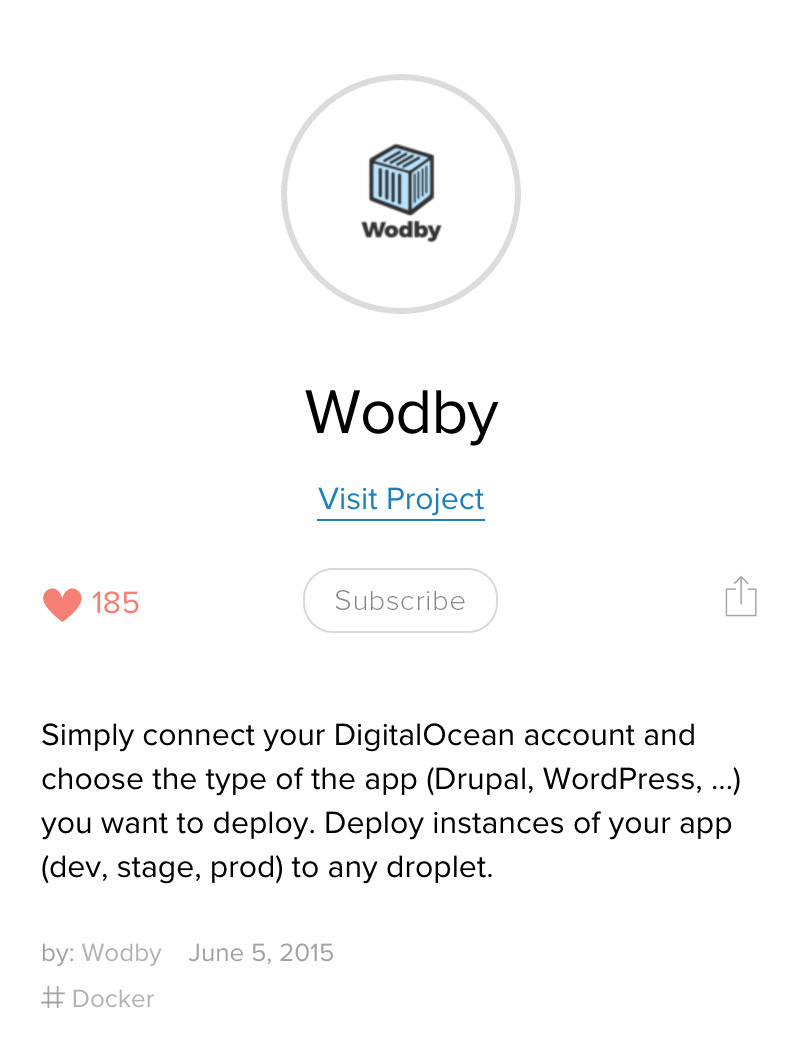 Wodby
Wodby
Visit Project
185
Subscribe
Simply connect your DigitalOcean account and
choose the type of the app (Drupal, WordPress, ...)
you want to deploy. Deploy instances of your app
(dev, stage, prod) to any droplet.
by: Wodby June 5, 2015
# Docker